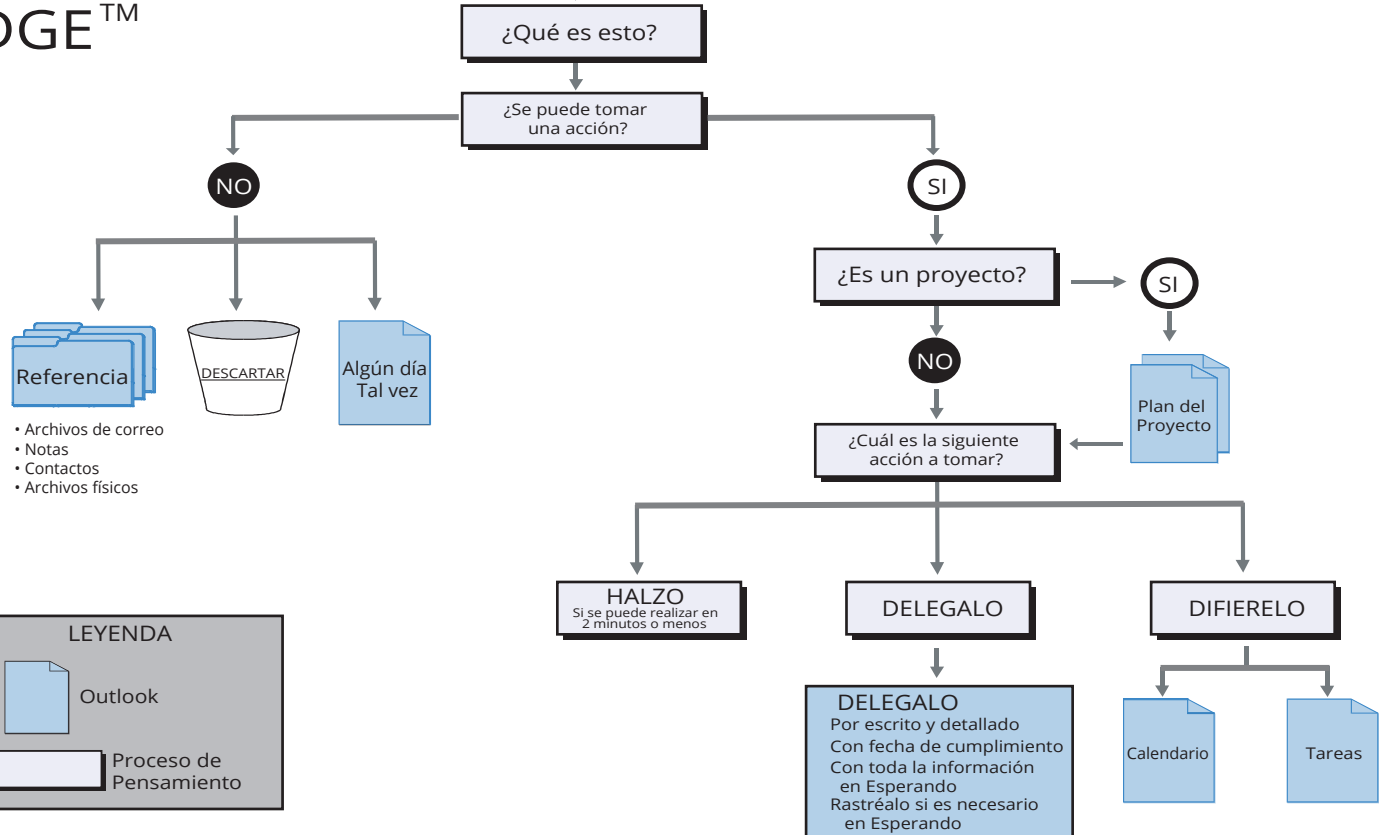 DGE™
¿Qué es esto?
¿Se puede tomar
una acción?
NO
SI
¿Es un proyecto?
SI
NO
Referencia
DESCARTAR
Algún día
Tal vez
Plan del
Proyecto
• Archivos de correo
• Notas
• Contactos
• Archivos físicos
¿Cuál es la siguiente
acción a tomar?
HALZO
Si se puede realizar en
2 minutos o menos
DELEGALO
DIFIERELO
LEYENDA
Outlook
Proceso de
Pensamiento
DELEGALO
Por escrito y detallado
Con fecha de cumplimiento
Con toda la información
en Esperando
Rastréalo si es necesario
en Esperando
Calendario
Tareas